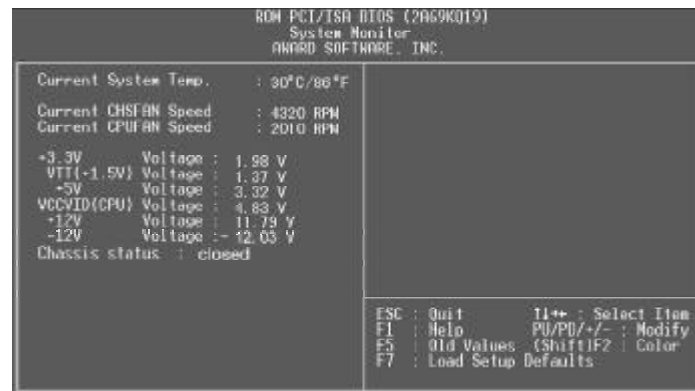 ROM PCI/ISA BIOS (2A69KQ19)
System Monitor
AWARD SOFTWARE, INC.
Current System Temp. : 30°C/86°F
Current CHSFAN Speed : 4320 RPM
Current CPUFAN Speed : 2010 RPM
+3.3V Voltage : 1.98 V
VTT(+1.5V) Voltage : 1.37 V
+5V Voltage : 3.32 V
VCCVID(CPU) Voltage : 4.83 V
+12V Voltage : 11.79 V
-12V Voltage :- 12.03 V
Chassis status : closed
ESC : Quit ↑↓→← : Select Item
F1 : Help PU/PD/+/- : Modify
F5 : Old Values (Shift)F2 : Color
F7 : Load Setup Defaults